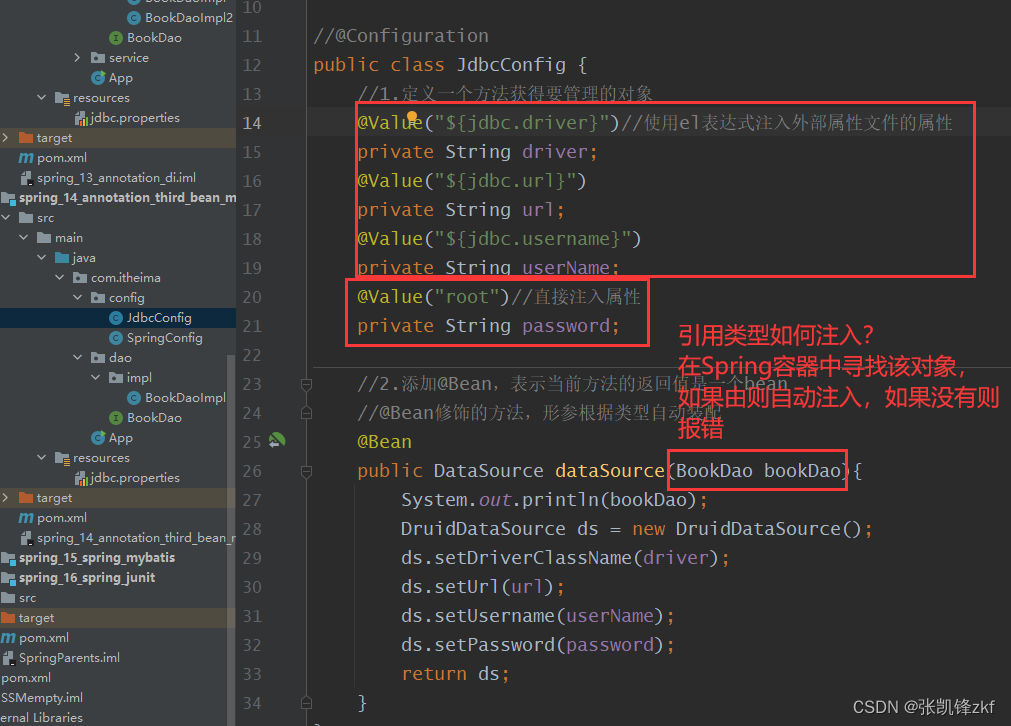 BookDaoImpl
BookDaoImpl2
BookDao
service
App
resources
jdbc.properties
target
pom.xml
spring_13_annotation_di.iml
spring_14_annotation_third_bean_m
src
main
java
com.itheima
config
JdbcConfig
SpringConfig
dao
impl
BookDaoImpl
BookDao
App
resources
jdbc.properties
target
pom.xml
spring_14_annotation_third_bean_
spring_15_spring_mybatis
spring_16_spring_junit
src
target
pom.xml
SpringParents.iml
pom.xml
SSMempty.iml
ernal Libraries
10
11 //@Configuration
12 public class JdbcConfig {
13 //1.定义一个方法获得要管理的对象
14 @Value("${jdbc.driver}")//使用el表达式注入外部属性文件的属性
15 private String driver;
16 @Value("${jdbc.url}")
17 private String url;
18 @Value("${jdbc.username}")
19 private String userName;
20 @Value("root")//直接注入属性
21 private String password;
22
23 //2.添加@Bean，表示当前方法的返回值是一个bean
24 //@Bean修饰的方法，形参根据类型自动装配
25 @Bean
26 public DataSource dataSource(BookDao bookDao){
27 System.out.println(bookDao);
28 DruidDataSource ds = new DruidDataSource();
29 ds.setDriverClassName(driver);
30 ds.setUrl(url);
31 ds.setUsername(userName);
32 ds.setPassword(password);
33 return ds;
34 }
引用类型如何注入？
在Spring容器中寻找该对象，
如果由则自动注入，如果没有则
报错
CSDN @张凯锋zkf